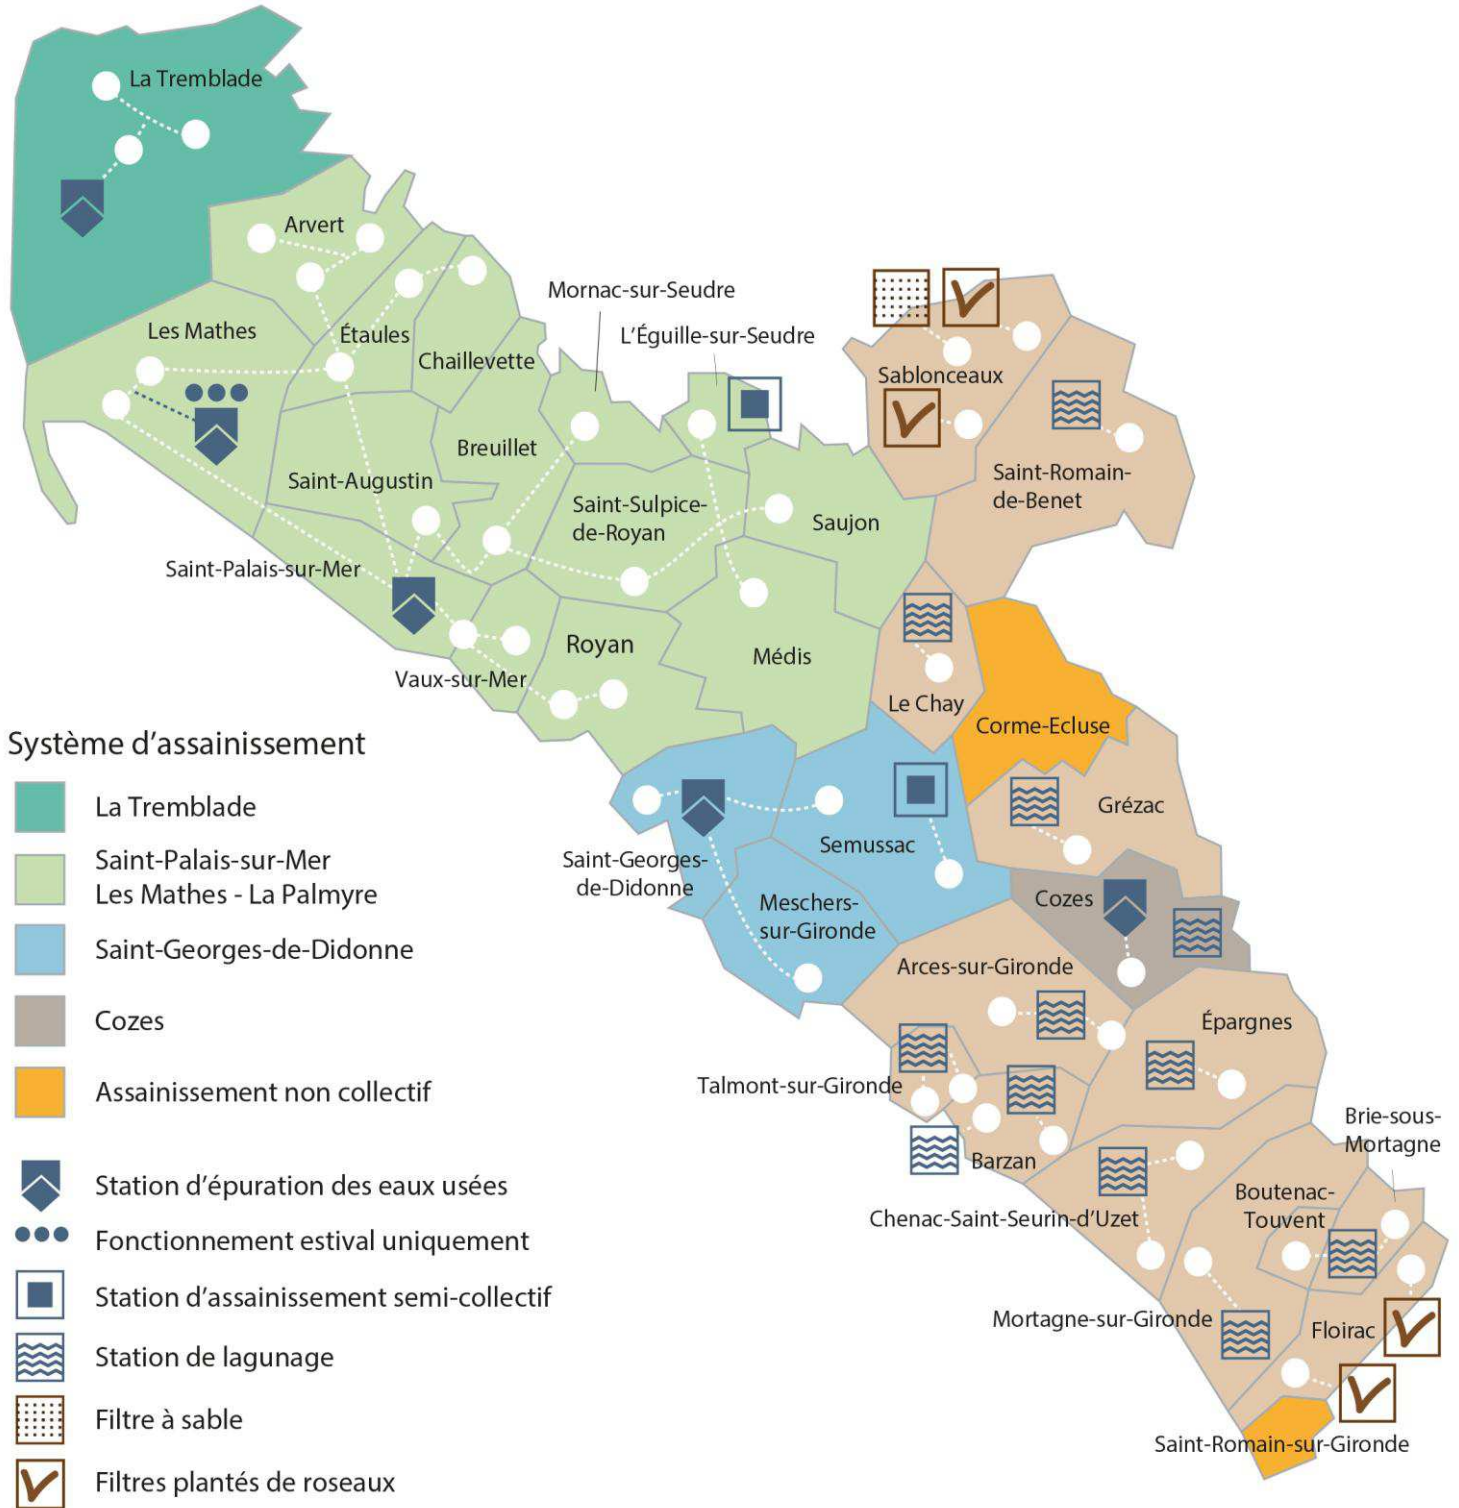 La Tremblade
Arvert
Mornac-sur-Seudre
Les Mathes
Étaules
L’Éguille-sur-Seudre
Chaillevette
Sablonceaux
Breuillet
Saint-Augustin
Saint-Romain-
de-Benet
Saint-Sulpice-
de-Royan
Saujon
Saint-Palais-sur-Mer
Royan
Médis
Vaux-sur-Mer
Le Chay
Corme-Ecluse
Grézac
Semussac
Saint-Georges-
de-Didonne
Meschers-
sur-Gironde
Cozes
Arces-sur-Gironde
Épargnes
Talmont-sur-Gironde
Brie-sous-
Mortagne
Barzan
Boutenac-
Touvent
Chenac-Saint-Seurin-d’Uzet
Mortagne-sur-Gironde
Floirac
Saint-Romain-sur-Gironde
Système d’assainissement
La Tremblade
Saint-Palais-sur-Mer
Les Mathes - La Palmyre
Saint-Georges-de-Didonne
Cozes
Assainissement non collectif
Station d’épuration des eaux usées
Fonctionnement estival uniquement
Station d’assainissement semi-collectif
Station de lagunage
Filtre à sable
Filtres plantés de roseaux